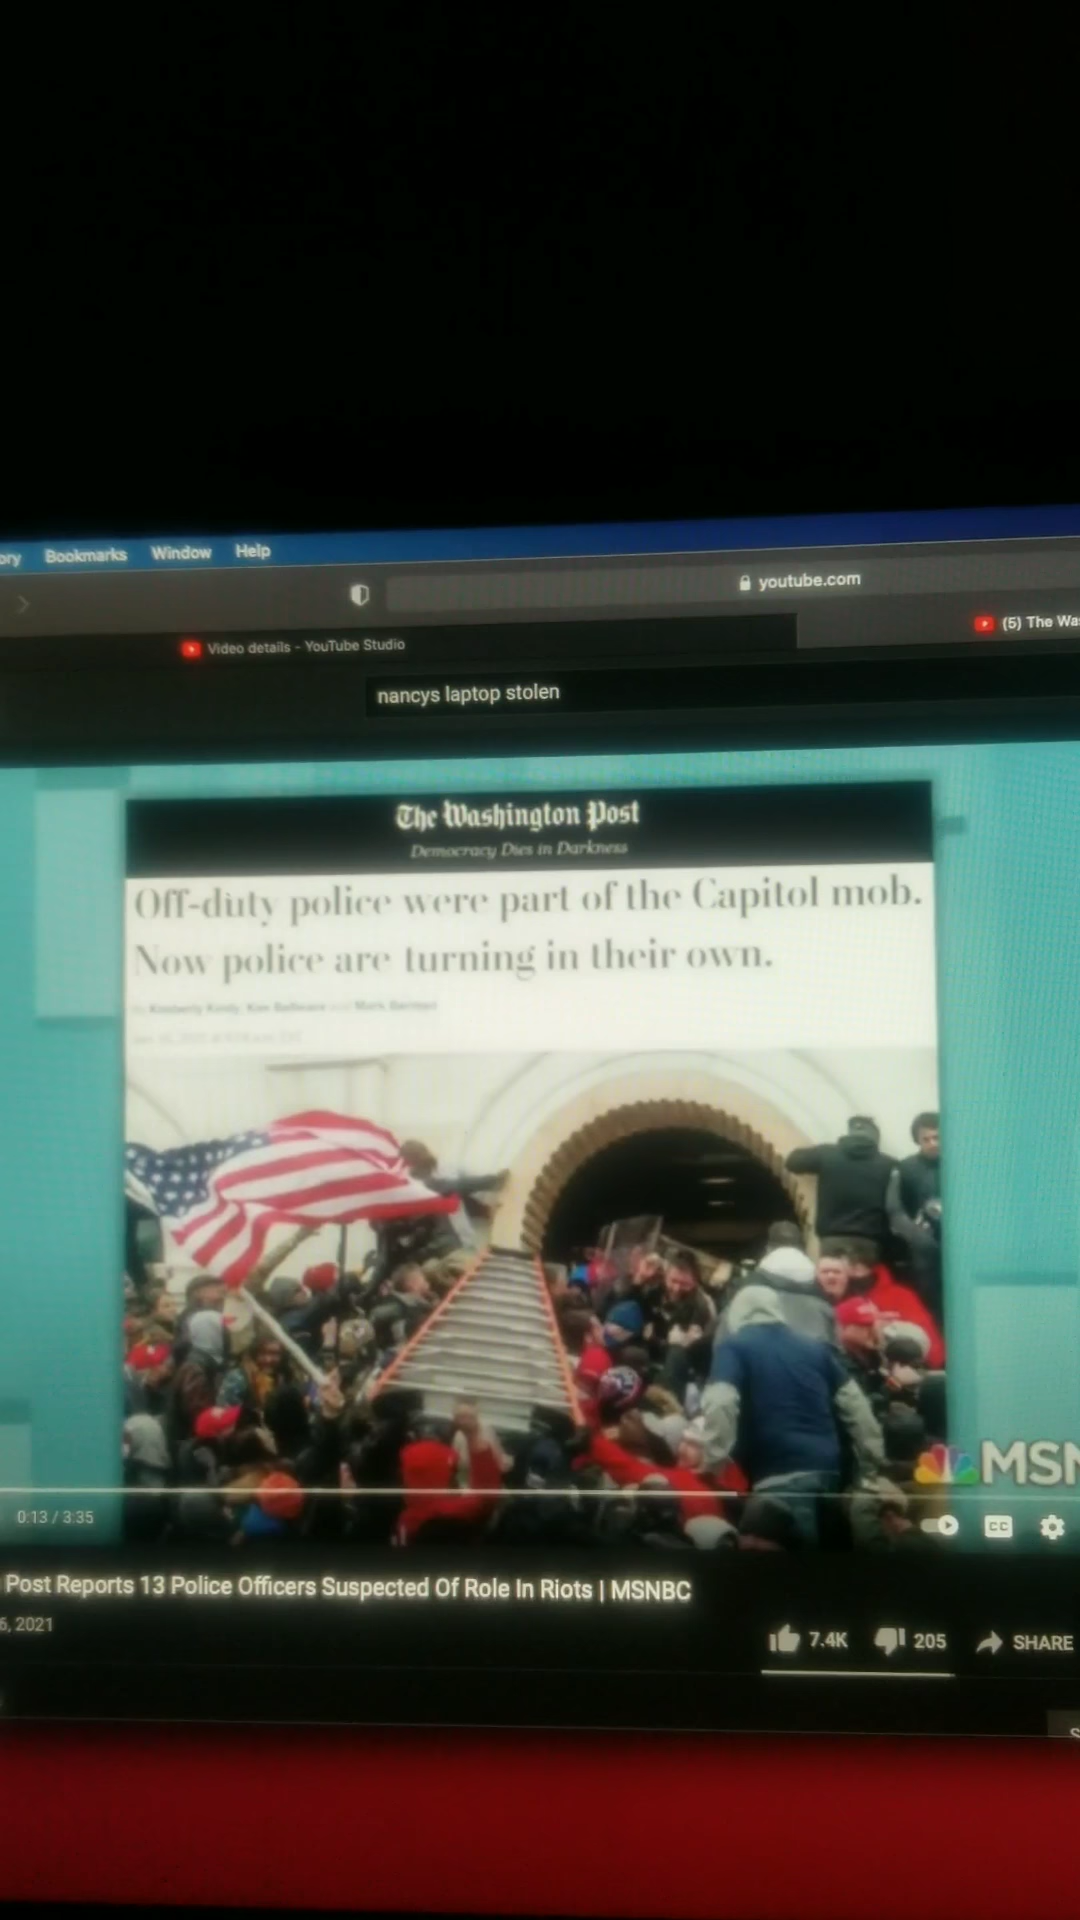 Bookmarks Window Help
youtube.com
Video details - YouTube Studio
(5) The Was
nancys laptop stolen
The Washington Post
Democracy Dies in Darkness
Off-duty police were part of the Capitol mob.
Now police are turning in their own.
MSN
0:13 / 3:35
CC
Post Reports 13 Police Officers Suspected Of Role In Riots | MSNBC
6, 2021
7.4K 205 SHARE